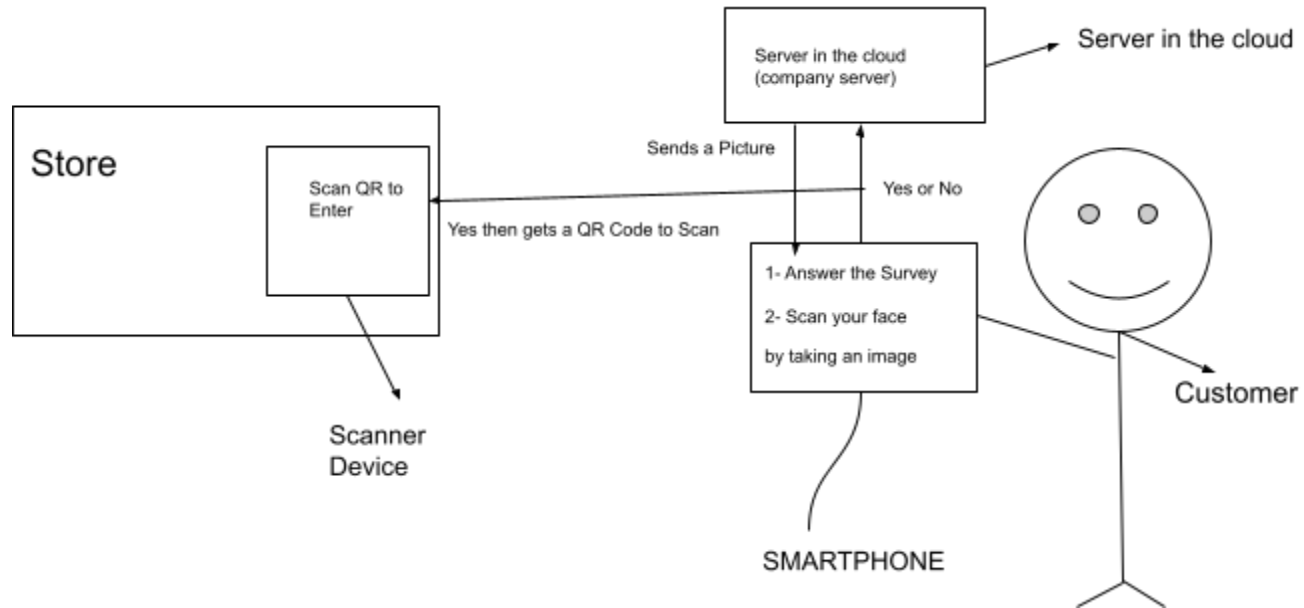 Server in the cloud
(company server)
Server in the cloud
Store
Scan QR to
Enter
Sends a Picture
Yes or No
Yes then gets a QR Code to Scan
1- Answer the Survey
2- Scan your face
by taking an image
Customer
Scanner
Device
SMARTPHONE